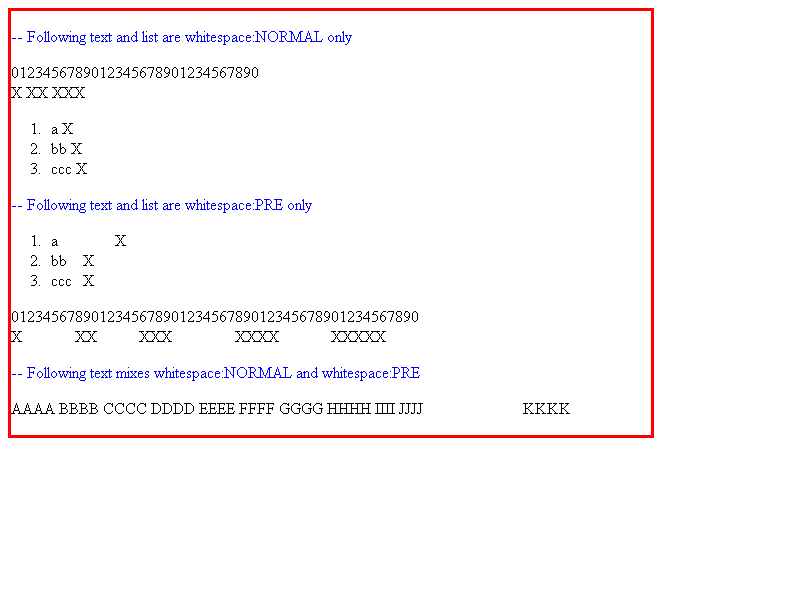 -- Following text and list are whitespace:NORMAL only
0123456789012345678901234567890
X XX XXX
1. a X
2. bb X
3. ccc X
-- Following text and list are whitespace:PRE only
1. a              X
2. bb    X
3. ccc   X
012345678901234567890123456789012345678901234567890
X       XX      XXX     XXXX        XXXXX
-- Following text mixes whitespace:NORMAL and whitespace:PRE
AAAA BBBB CCCC DDDD EEEE FFFF GGGG HHHH IIII JJJJ             KKKK